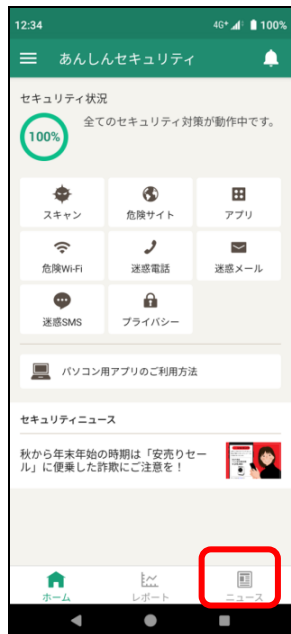 12:34 4G+ 100%
あんしんセキュリティ
セキュリティ状況
100%
全てのセキュリティ対策が動作中です。
スキャン 危険サイト アプリ
危険Wi-Fi 迷惑電話 迷惑メール
迷惑SMS プライバシー
パソコン用アプリのご利用方法
セキュリティニュース
秋から年末年始の時期は「安売りセー
ル」に便乗した詐欺にご注意を！
ホーム レポート ニュース